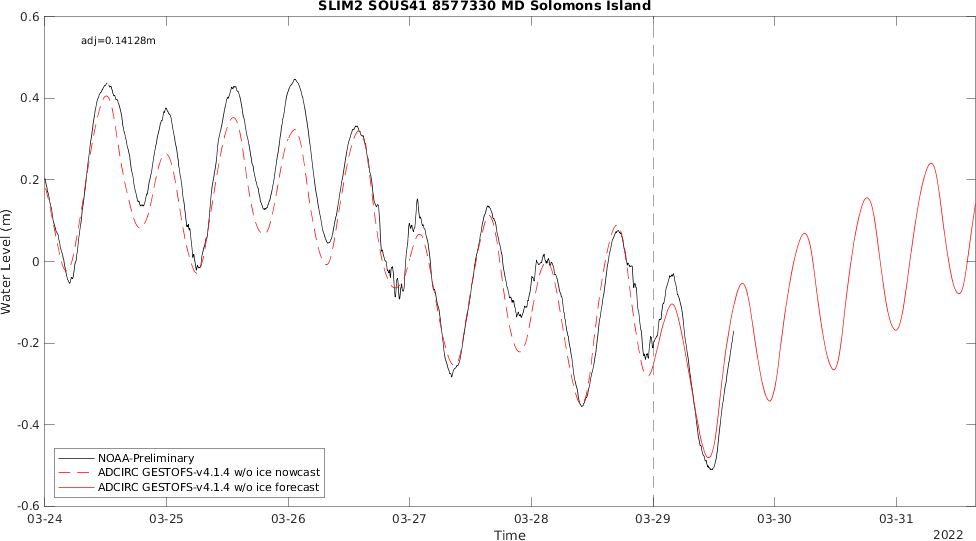 SLIM2 SOUS41 8577330 MD Solomons Island
adj=0.14128m
0.6
0.4
0.2
0
-0.2
-0.4
-0.6
Water Level (m)
NOAA-Preliminary
ADCIRC GESTOFS-v4.1.4 w/o ice nowcast
ADCIRC GESTOFS-v4.1.4 w/o ice forecast
03-24 03-25 03-26 03-27 03-28 03-29 03-30 03-31
Time
2022